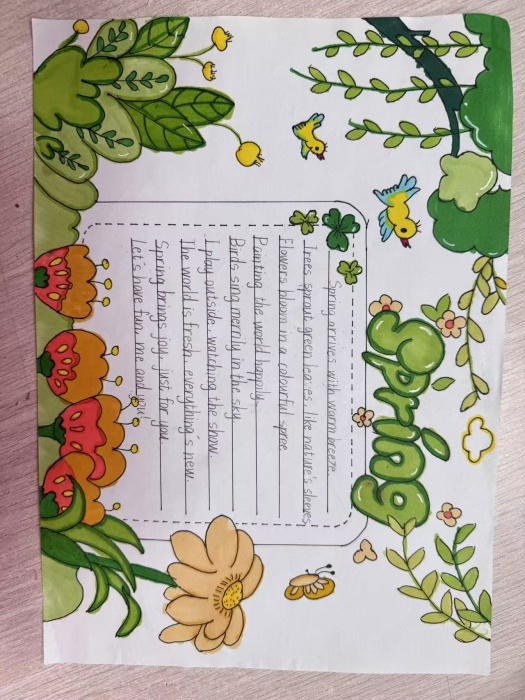 Spring
Spring arrives with warm breeze
Trees sprout green leaves, like nature's sleeves.
Flowers bloom in a colourful spree
Painting the world happily.
Birds sing merrily in the sky
I play outside, watching the show.
The world is fresh, everything's new.
Spring brings joy, just for you.
Let's have fun, me and you.